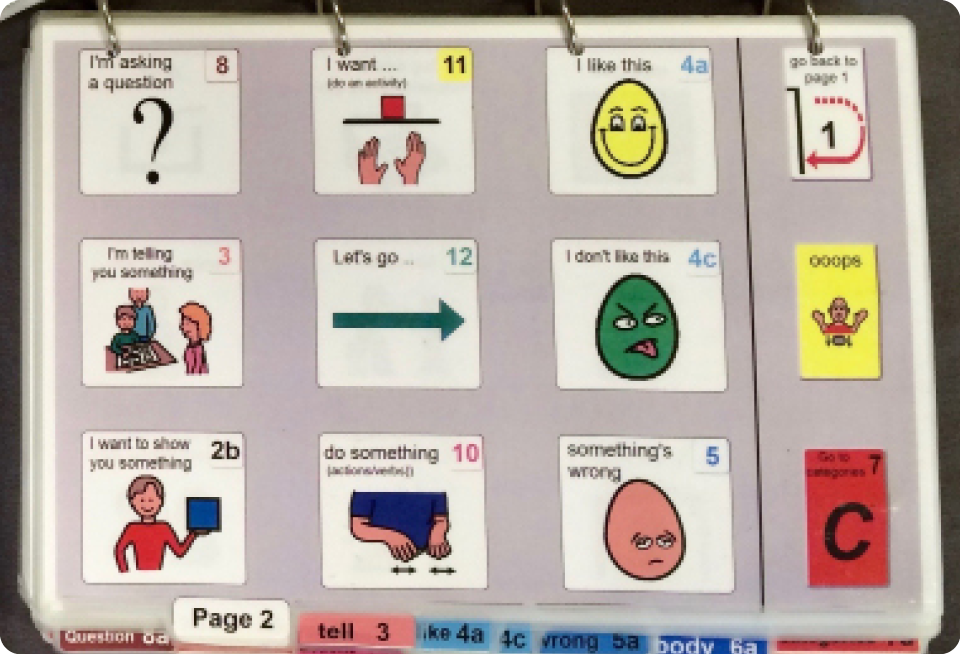 I'm asking
a question
8
I want ...
(do an activity)
11
I like this
4a
go back to
page 1
1
I'm telling
you something
3
Let's go ..
12
I don't like this
4c
ooops
I want to show
you something
2b
do something
(actions/verbs))
10
something's
wrong
5
Go to
categories
7
C
Question 8a
Page 2
tell 3
like 4a
4c
wrong 5a
body 6a